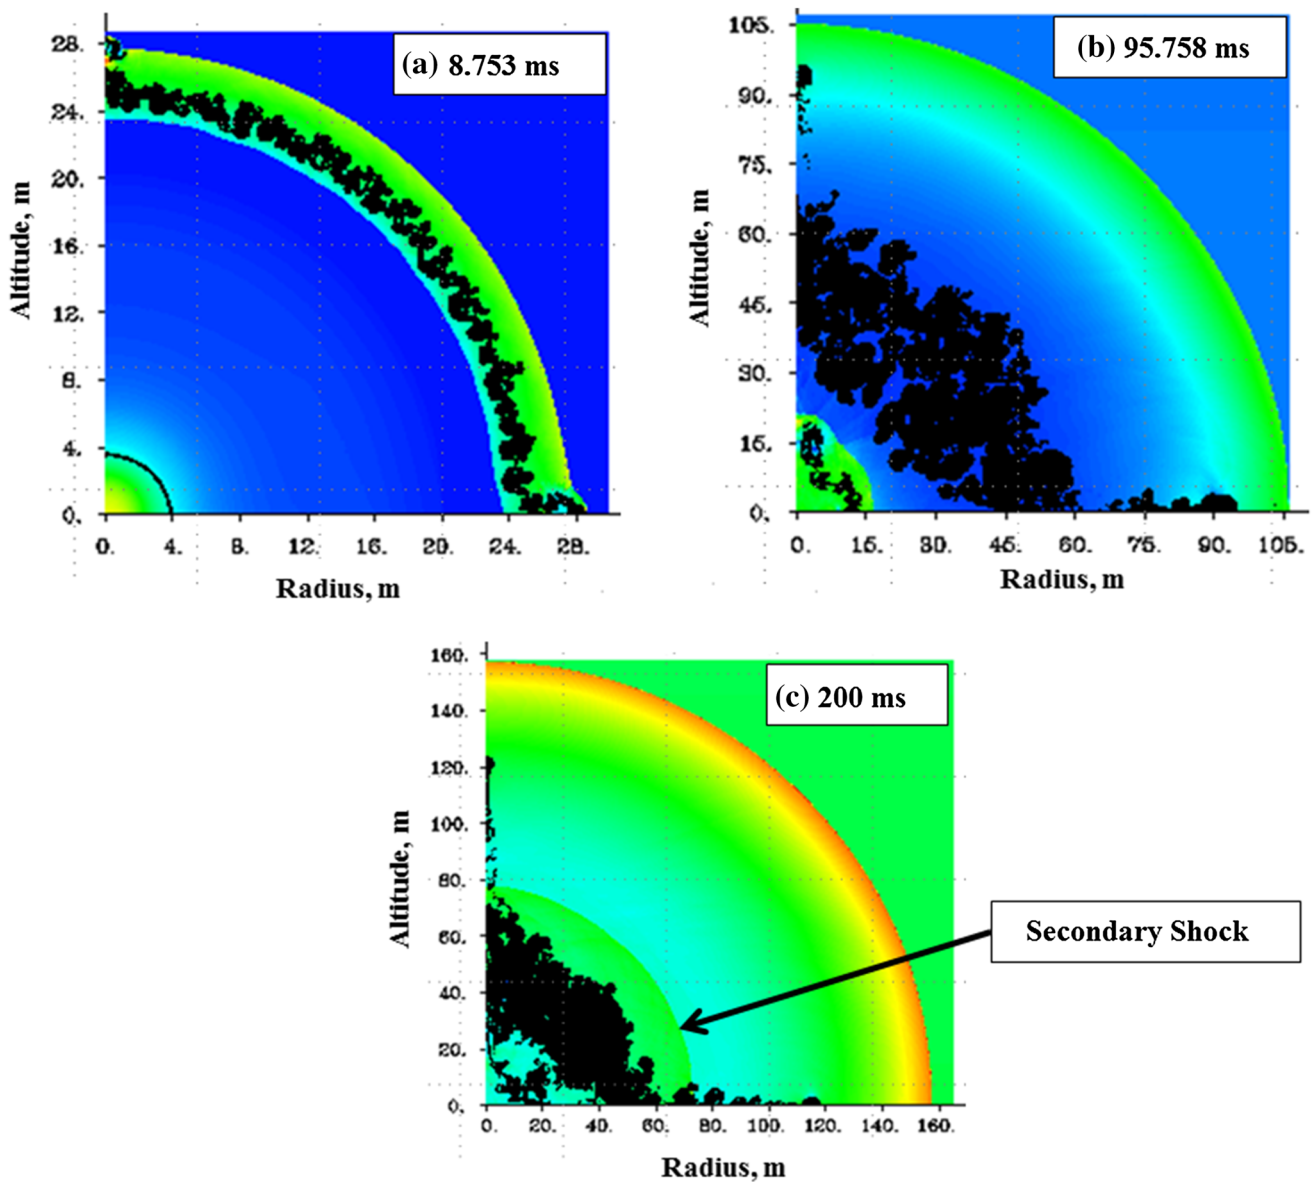 28.
24.
20.
16.
12.
8.
4.
0.
0. 4. 8. 12. 16. 20. 24. 28.
Altitude, m
Radius, m
(a) 8.753 ms
105.
90.
75.
60.
45.
30.
15.
0.
0. 15. 30. 45. 60. 75. 90. 105.
Altitude, m
Radius, m
(b) 95.758 ms
160.
140.
120.
100.
80.
60.
40.
20.
0.
0. 20. 40. 60. 80. 100. 120. 140. 160.
Altitude, m
Radius, m
(c) 200 ms
Secondary Shock